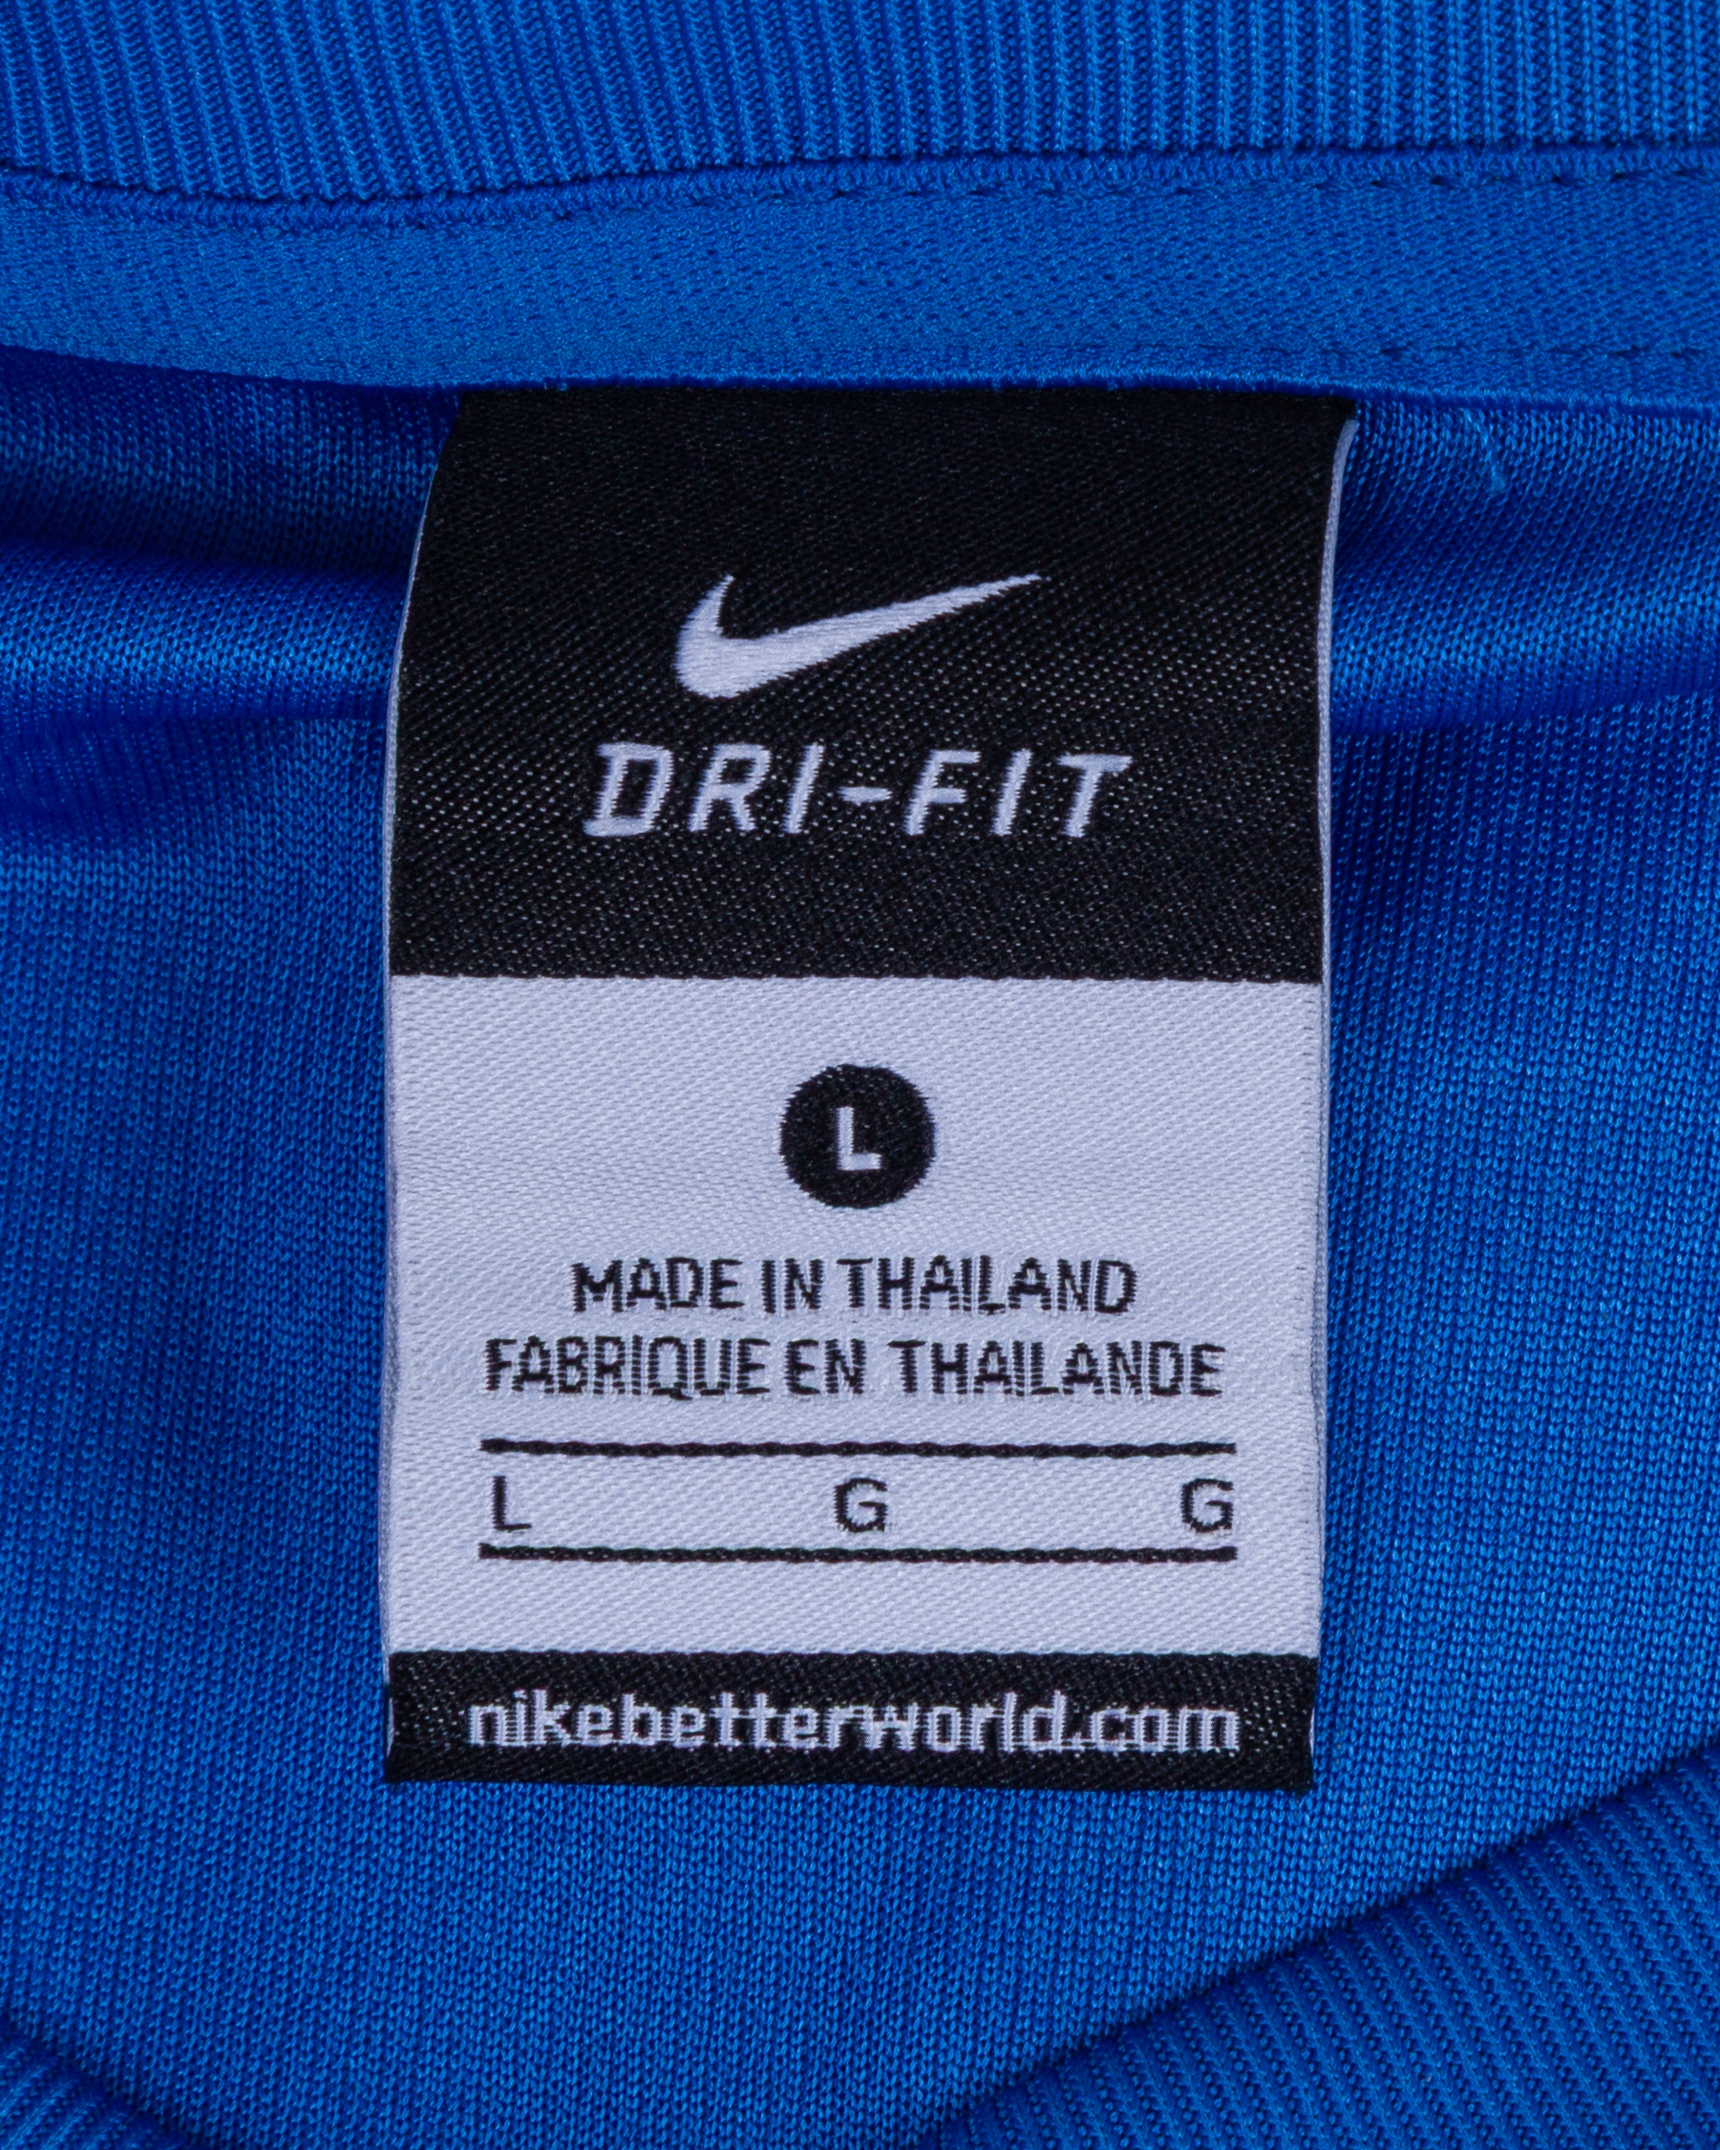 DRI-FIT
L
MADE IN THAILAND
FABRIQUE EN THAILANDE
L G G
nikebetterworld.com